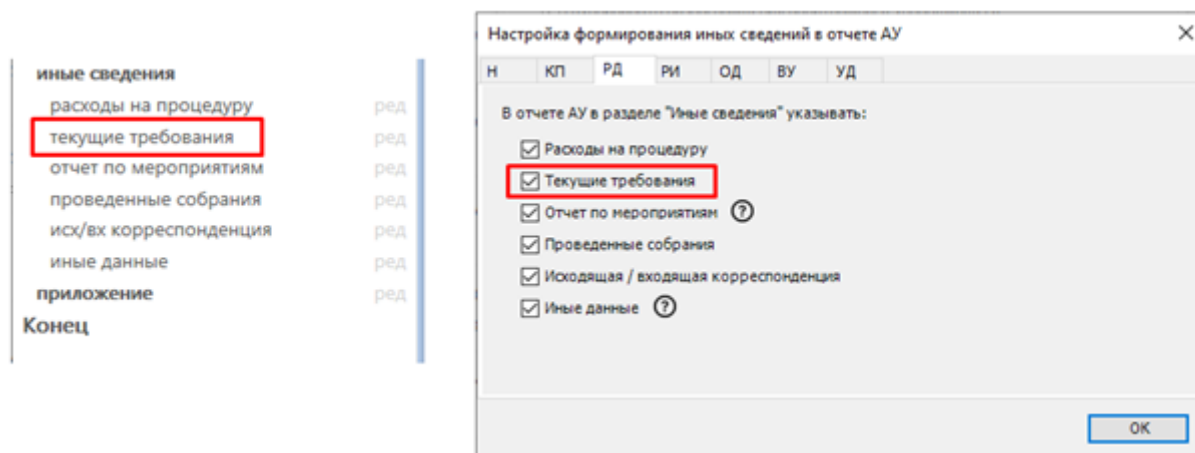 иные сведения
расходы на процедуру ред
текущие требования ред
отчет по мероприятиям ред
проведенные собрания ред
исх/вх корреспонденция ред
иные данные ред
приложение ред
Конец
Настройка формирования иных сведений в отчете АУ
Н КП РД РИ ОД ВУ УД
В отчете АУ в разделе "Иные сведения" указывать:
Расходы на процедуру
Текущие требования
Отчет по мероприятиям ?
Проведенные собрания
Исходящая / входящая корреспонденция
Иные данные ?
OK